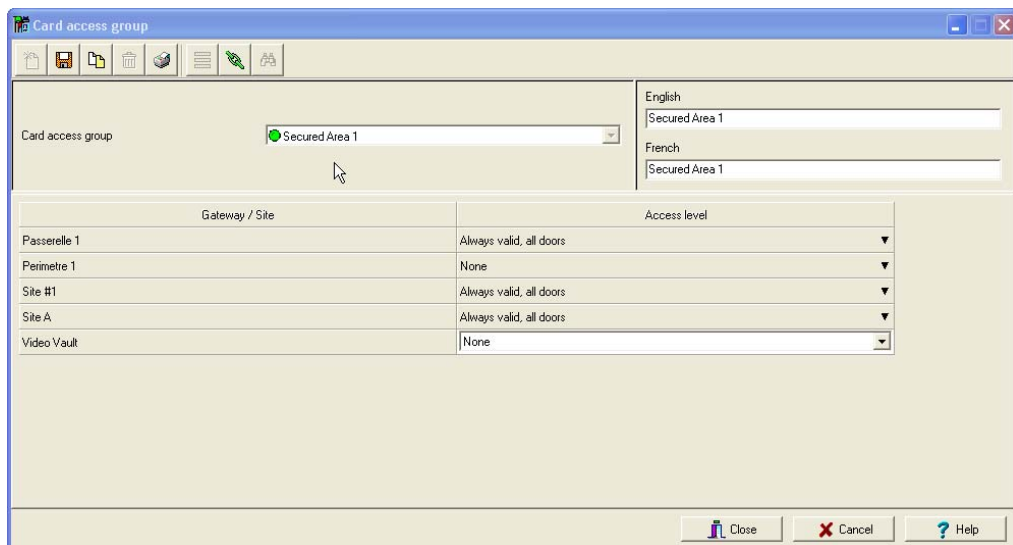 Card access group
English
Secured Area 1
Card access group
Secured Area 1
French
Secured Area 1
Gateway / Site Access level
Passerelle 1 Always valid, all doors
Perimetre 1 None
Site #1 Always valid, all doors
Site A Always valid, all doors
Video Vault None
Close Cancel Help